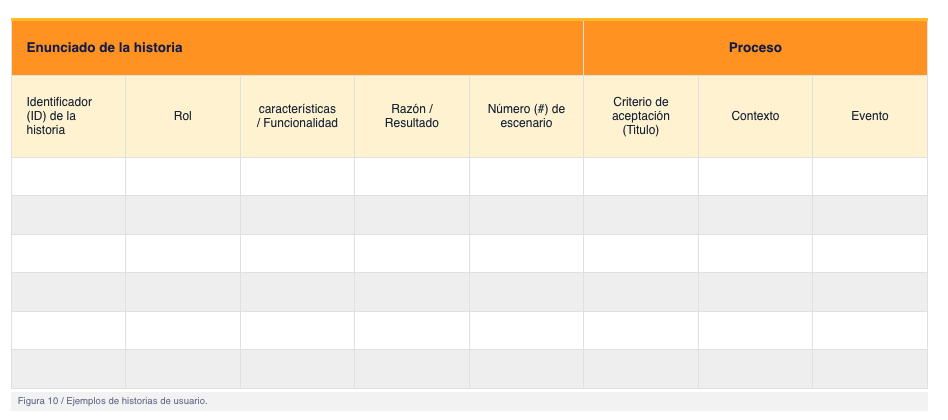 Enunciado de la historia
Proceso
Identificador
(ID) de la
historia
Rol
características
/ Funcionalidad
Razón /
Resultado
Número (#) de
escenario
Criterio de
aceptación
(Titulo)
Contexto
Evento
Figura 10 / Ejemplos de historias de usuario.